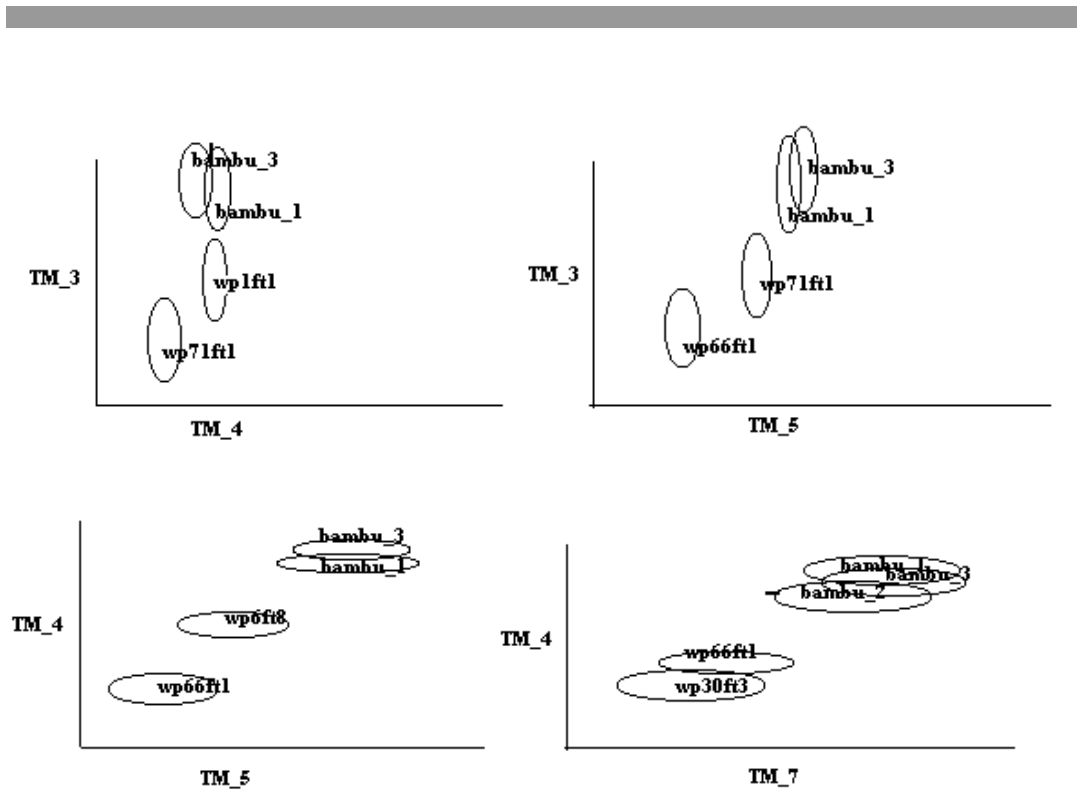 bambu_3
bambu_1
TM_3
wp1ft1
wp71ft1
TM_4
bambu_3
bambu_1
TM_3
wp71ft1
wp66ft1
TM_5
bambu_3
bambu_1
TM_4
wp6ft8
wp66ft1
TM_5
bambu_1
bambu_3
bambu_2
TM_4
wp66ft1
wp30ft3
TM_7